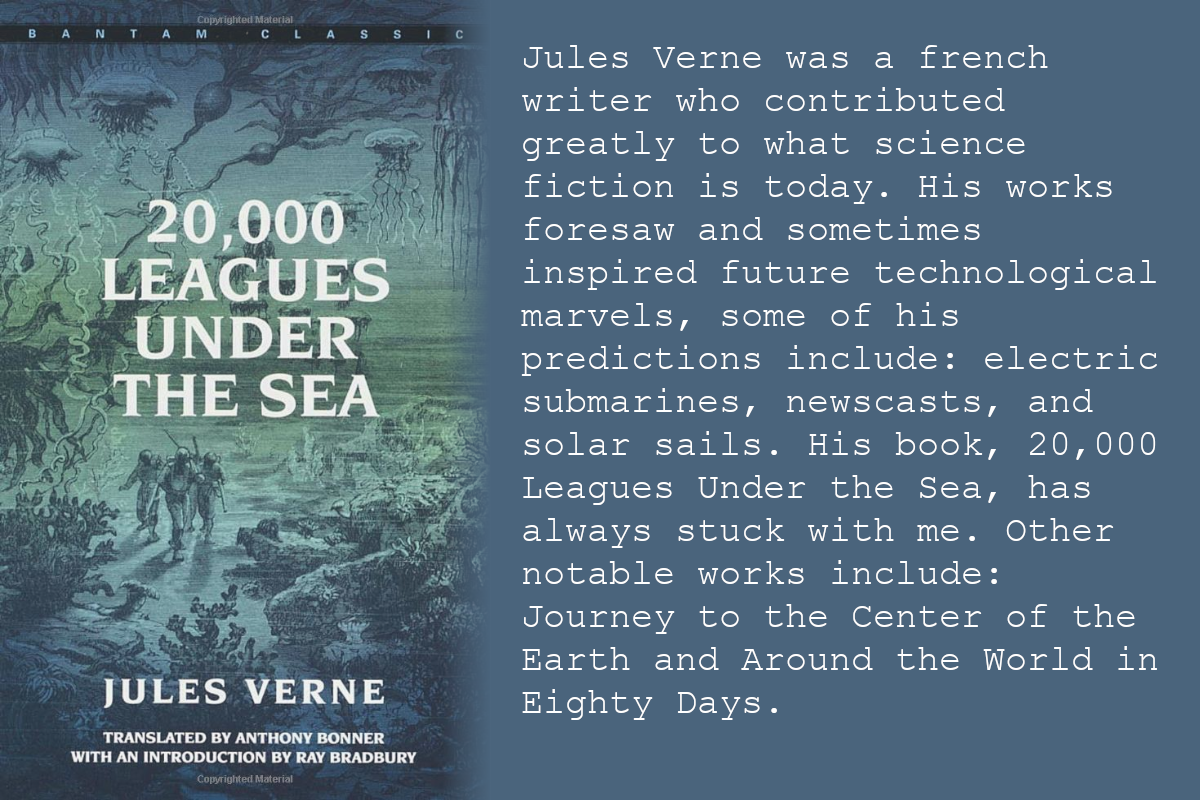 Copyrighted Material
BANTAM CLASSIC
20,000
LEAGUES
UNDER
THE SEA
JULES VERNE
TRANSLATED BY ANTHONY BONNER
WITH AN INTRODUCTION BY RAY BRADBURY
Copyrighted Material
Jules Verne was a french
writer who contributed
greatly to what science
fiction is today. His works
foresaw and sometimes
inspired future technological
marvels, some of his
predictions include: electric
submarines, newscasts, and
solar sails. His book, 20,000
Leagues Under the Sea, has
always stuck with me. Other
notable works include:
Journey to the Center of the
Earth and Around the World in
Eighty Days.